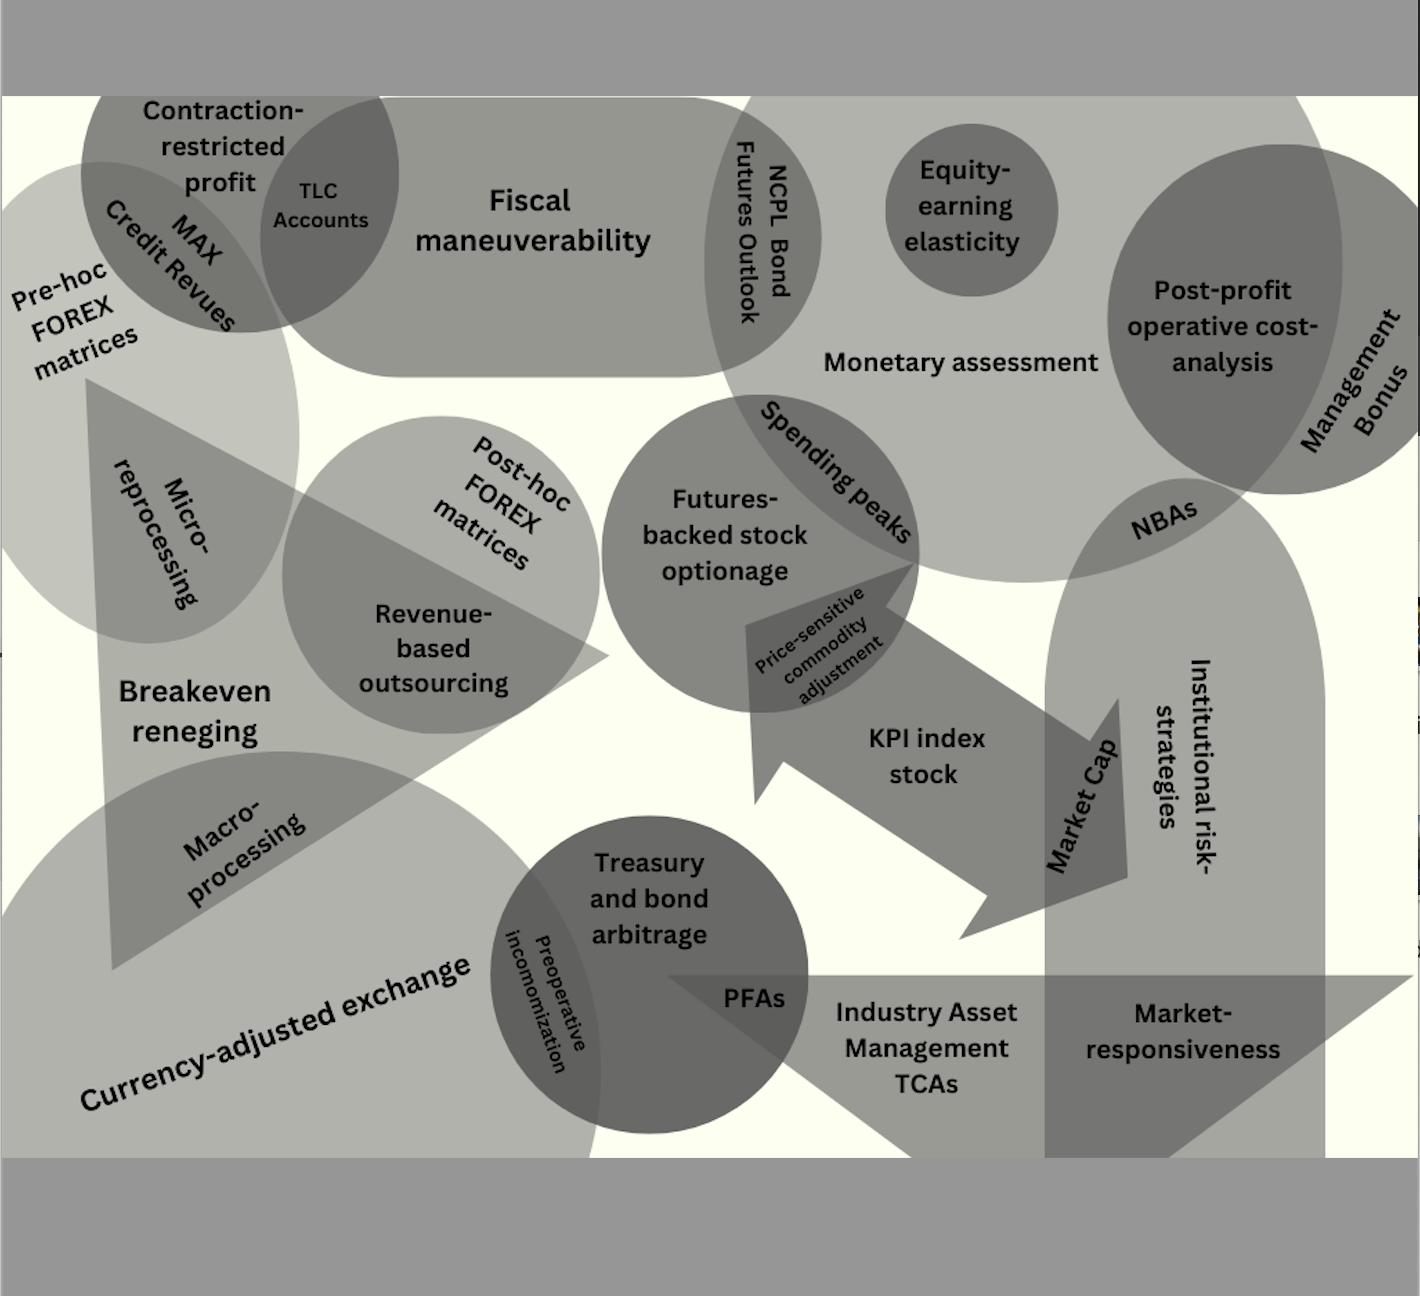 Contraction-
restricted
profit
TLC
Accounts
MAX
Credit Revues
Pre-hoc
FOREX
matrices
Fiscal
maneuverability
NCPL Bond
Futures Outlook
Equity-
earning
elasticity
Monetary assessment
Post-profit
operative cost-
analysis
Management
Bonus
Micro-
reprocessing
Post-hoc
FOREX
matrices
Revenue-
based
outsourcing
Breakeven
reneging
Macro-
processing
Spending peaks
Futures-
backed stock
optionage
Price-sensitive
commodity
adjustment
NBAs
KPI index
stock
Market Cap
Institutional risk-
strategies
Currency-adjusted exchange
Treasury
and bond
arbitrage
Preoperative
incomomization
PFAs
Industry Asset
Management
TCAs
Market-
responsiveness